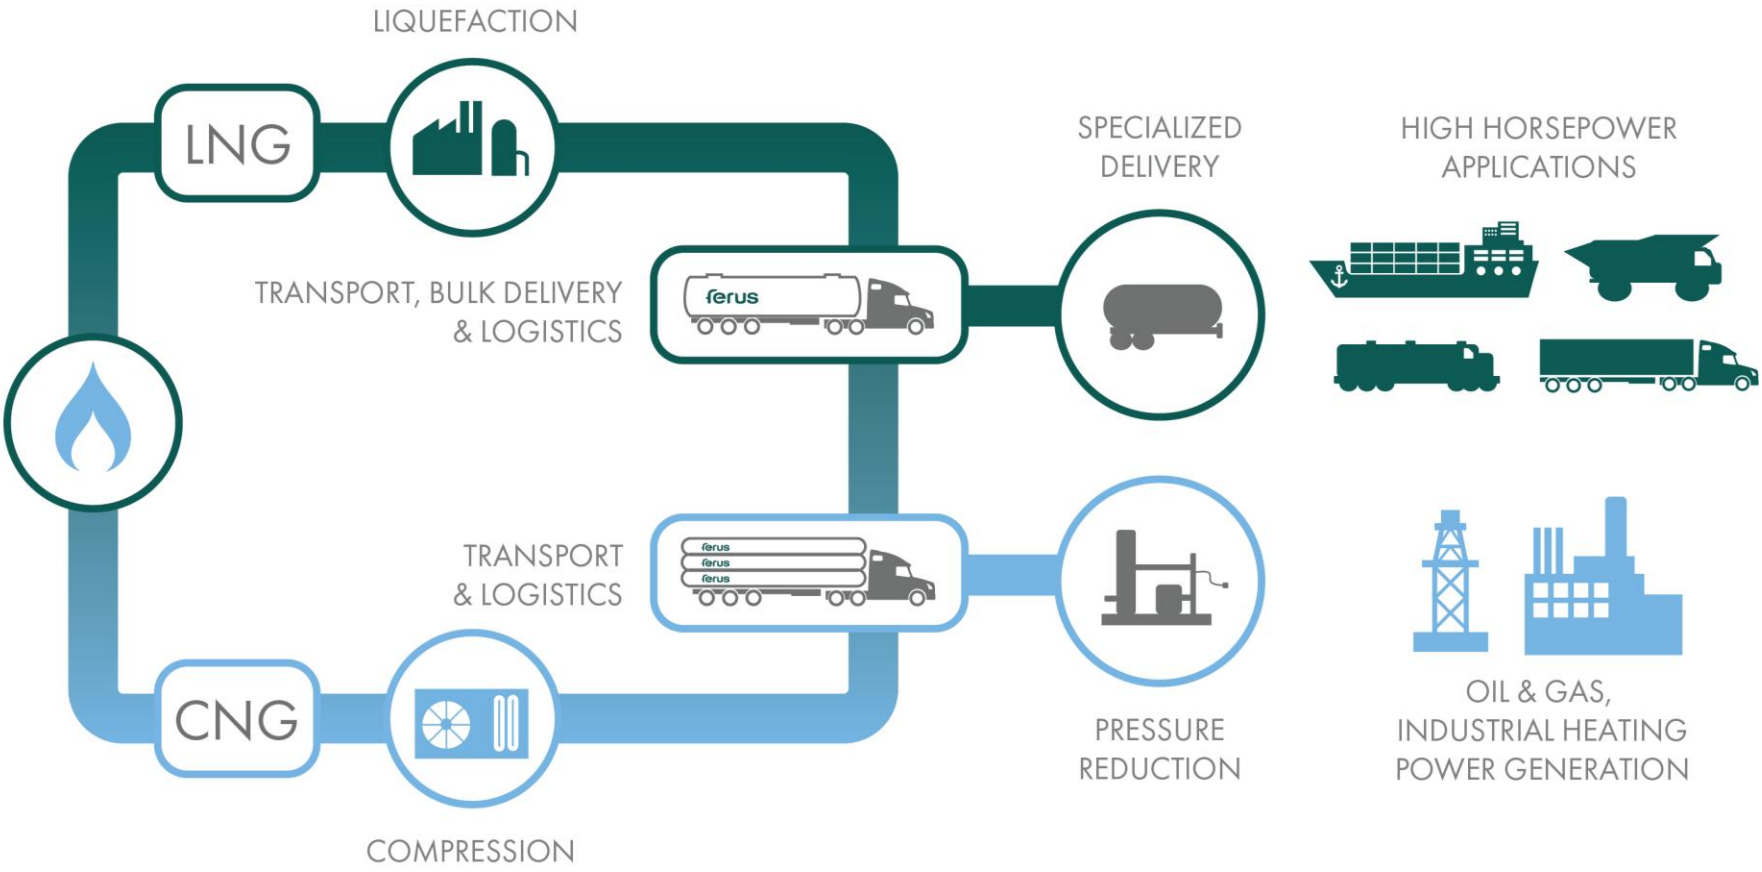 LIQUEFACTION
LNG
SPECIALIZED
DELIVERY
HIGH HORSEPOWER
APPLICATIONS
TRANSPORT, BULK DELIVERY
& LOGISTICS
ferus
TRANSPORT
& LOGISTICS
ferus
ferus
ferus
CNG
COMPRESSION
PRESSURE
REDUCTION
OIL & GAS,
INDUSTRIAL HEATING
POWER GENERATION